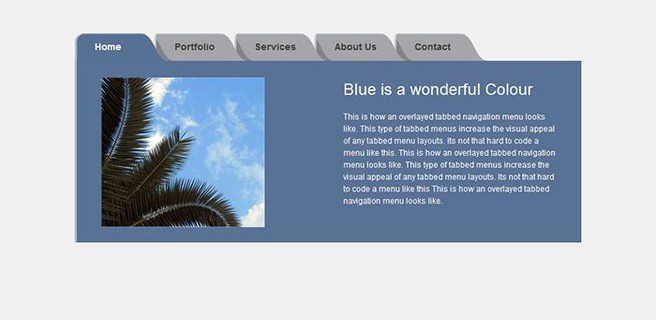 Home Portfolio Services About Us Contact
Blue is a wonderful Colour
This is how an overlayed tabbed navigation menu looks
like. This type of tabbed menus increase the visual appeal
of any tabbed menu layouts. Its not that hard to code a
menu like this. This is how an overlayed tabbed navigation
menu looks like. This type of tabbed menus increase the
visual appeal of any tabbed menu layouts. Its not that hard
to code a menu like this This is how an overlayed tabbed
navigation menu looks like.